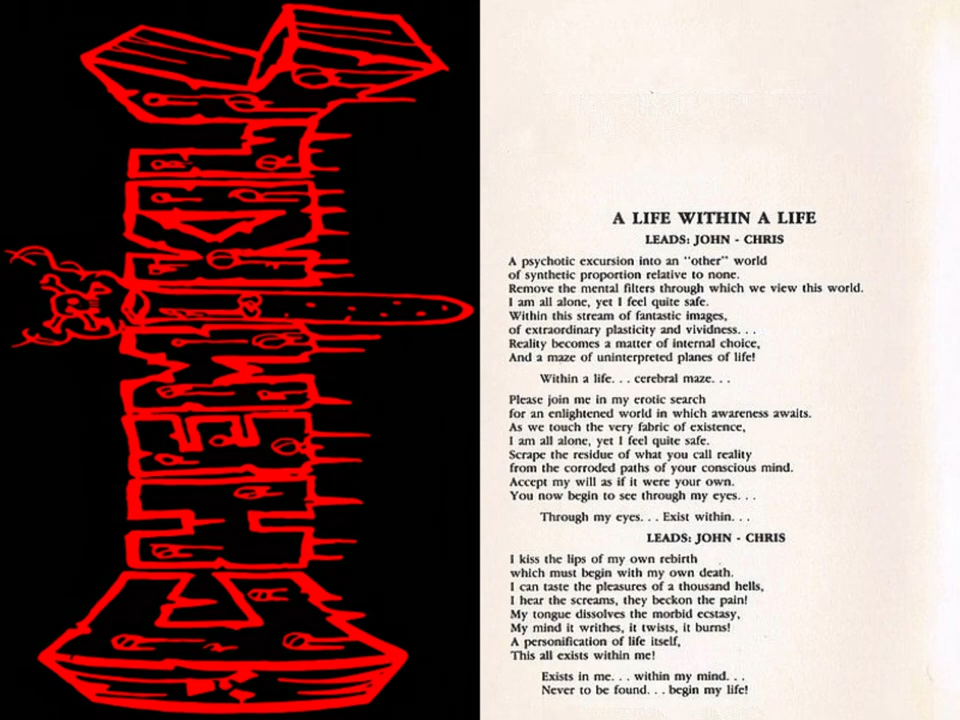 CHEMIKILL
A LIFE WITHIN A LIFE
LEADS: JOHN - CHRIS
A psychotic excursion into an "other" world
of synthetic proportion relative to none.
Remove the mental filters through which we view this world.
I am all alone, yet I feel quite safe.
Within this stream of fantastic images,
of extraordinary plasticity and vividness. . .
Reality becomes a matter of internal choice,
And a maze of uninterpreted planes of life!
Within a life. . . cerebral maze. . .
Please join me in my erotic search
for an enlightened world in which awareness awaits.
As we touch the very fabric of existence,
I am all alone, yet I feel quite safe.
Scrape the residue of what you call reality
from the corroded paths of your conscious mind.
Accept my will as if it were your own.
You now begin to see through my eyes. . .
Through my eyes. . . Exist within. . .
LEADS: JOHN - CHRIS
I kiss the lips of my own rebirth
which must begin with my own death.
I can taste the pleasures of a thousand hells,
I hear the screams, they beckon the pain!
My tongue dissolves the morbid ecstasy,
My mind it writhes, it twists, it burns!
A personification of life itself,
This all exists within me!
Exists in me. . . within my mind. . .
Never to be found. . . begin my life!